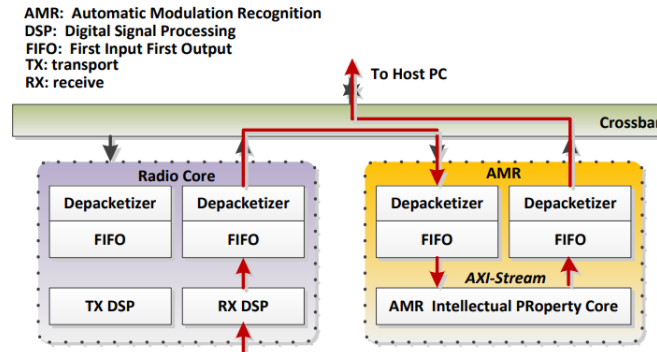 AMR: Automatic Modulation Recognition
DSP: Digital Signal Processing
FIFO: First Input First Output
TX: transport
RX: receive
To Host PC
Crossbar
Radio Core
Depacketizer
FIFO
Depacketizer
FIFO
TX DSP
RX DSP
AMR
Depacketizer
FIFO
Depacketizer
FIFO
AXI-Stream
AMR Intellectual PRoperty Core